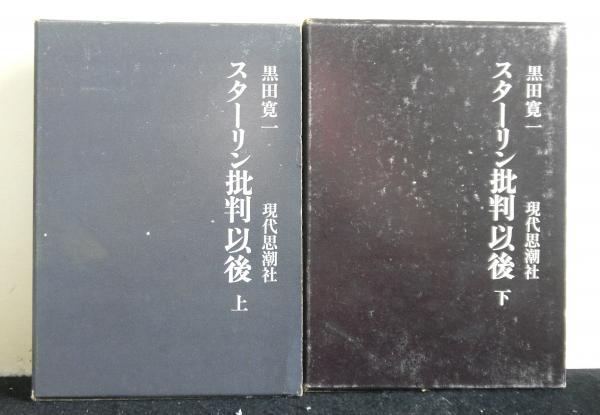 黒田寛一 現代思潮社
スターリン批判以後 上
黒田寛一 現代思潮社
スターリン批判以後 下